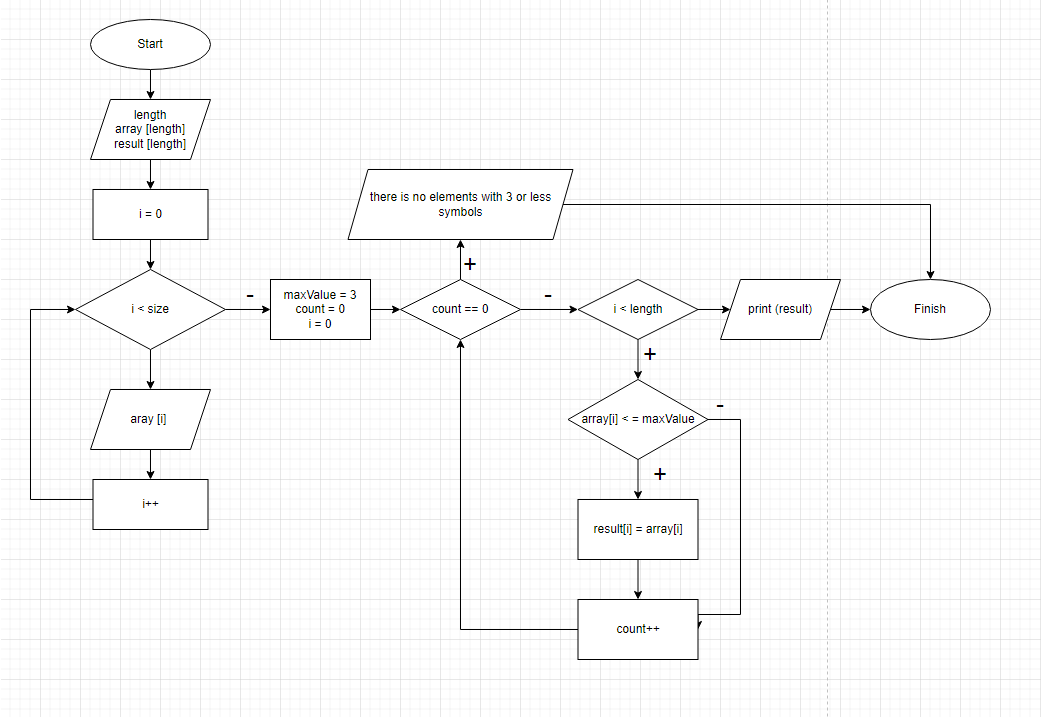 Start
length
array [length]
result [length]
i = 0
i < size
-
aray [i]
i++
maxValue = 3
count = 0
i = 0
count == 0
+
there is no elements with 3 or less
symbols
-
i < length
print (result)
Finish
+
array[i] < = maxValue
-
+
result[i] = array[i]
count++